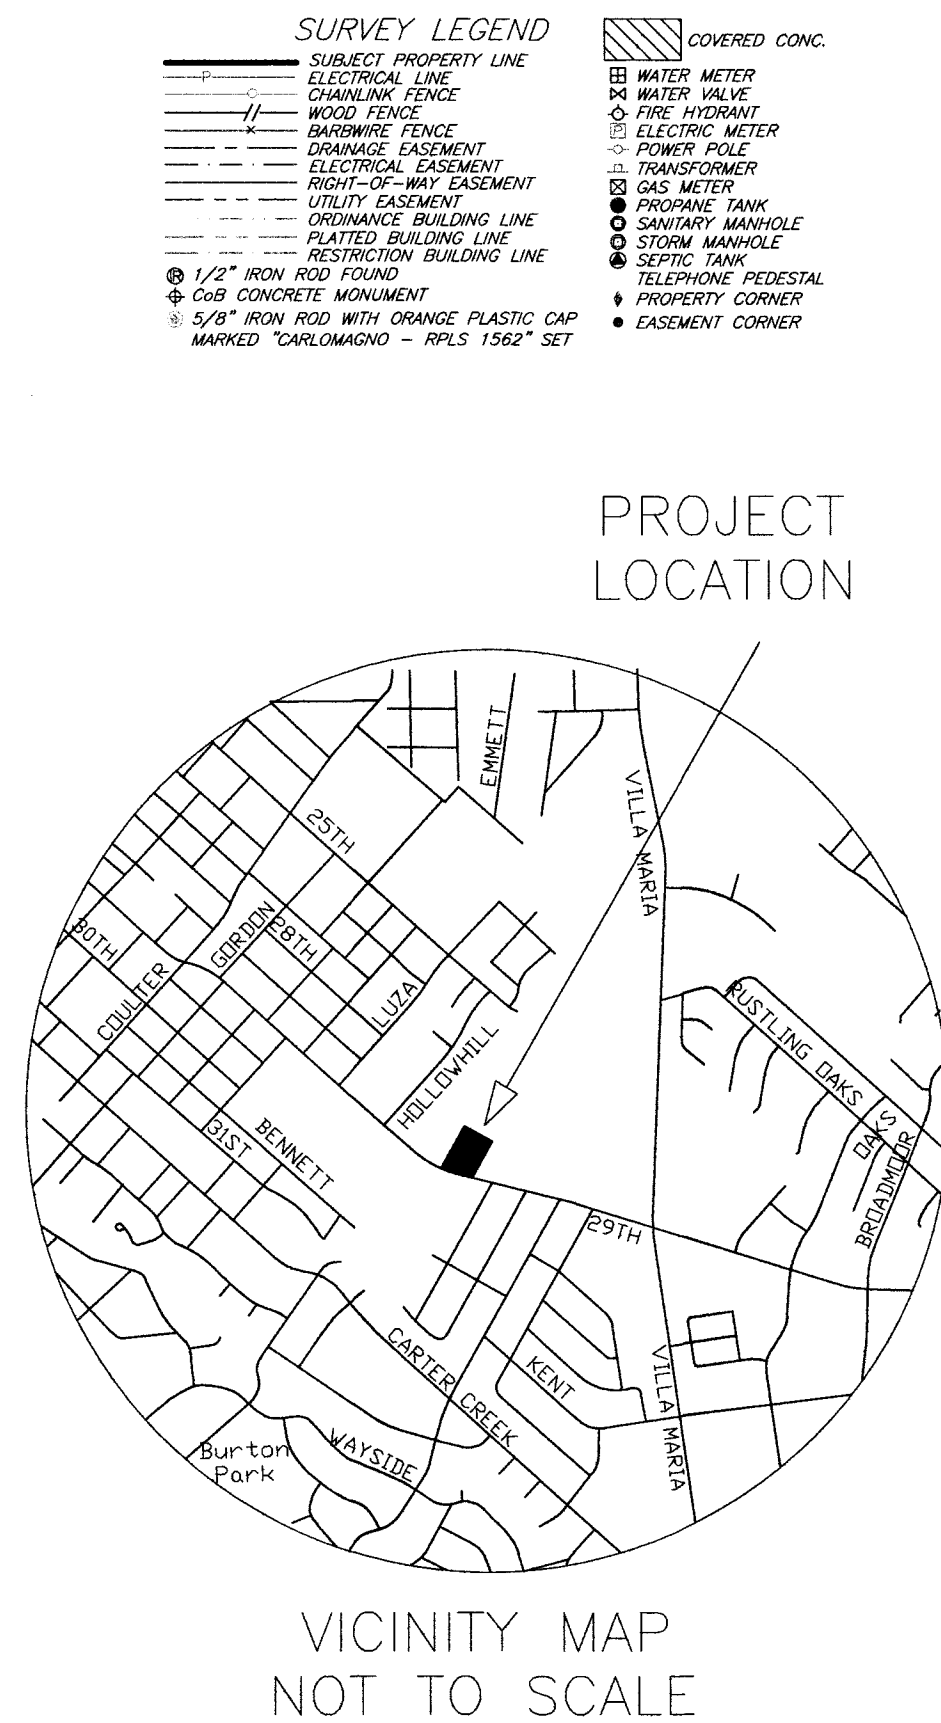 SURVEY LEGEND
SUBJECT PROPERTY LINE
P
ELECTRICAL LINE
CHAINLINK FENCE
WOOD FENCE
BARBWIRE FENCE
DRAINAGE EASEMENT
ELECTRICAL EASEMENT
RIGHT-OF-WAY EASEMENT
UTILITY EASEMENT
ORDINANCE BUILDING LINE
PLATTED BUILDING LINE
RESTRICTION BUILDING LINE
1/2" IRON ROD FOUND
CoB CONCRETE MONUMENT
5/8" IRON ROD WITH ORANGE PLASTIC CAP
MARKED "CARLOMAGNO - RPLS 1562" SET
COVERED CONC.
WATER METER
WATER VALVE
FIRE HYDRANT
P
ELECTRIC METER
POWER POLE
TRANSFORMER
GAS METER
PROPANE TANK
SANITARY MANHOLE
STORM MANHOLE
SEPTIC TANK
TELEPHONE PEDESTAL
PROPERTY CORNER
EASEMENT CORNER
PROJECT
LOCATION
EMMETT
VILLA MARIA
25TH
GORDON
28TH
30TH
COULTER
LUZA
HOLLOWHILL
RUSTLING OAKS
OAKS
BROADMOOR
31ST
BENNETT
29TH
CARTER CREEK
KENT
VILLA MARIA
WAYSIDE
Burton
Park
VICINITY MAP
NOT TO SCALE